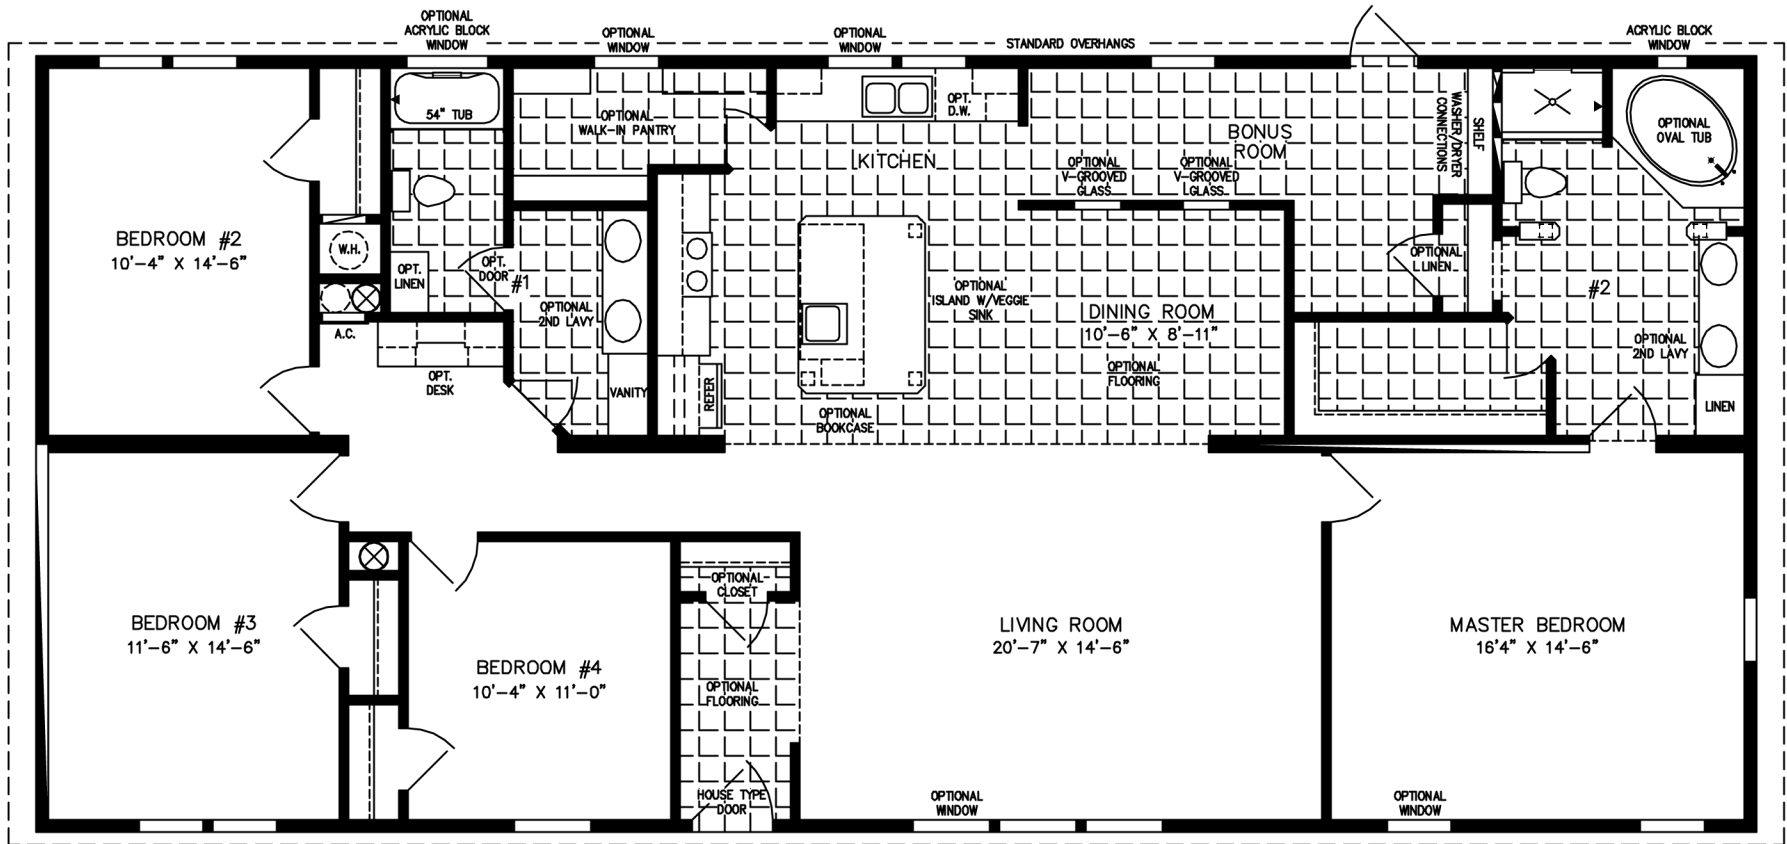 OPTIONAL
ACRYLIC BLOCK
WINDOW
OPTIONAL
WINDOW
OPTIONAL
WINDOW
STANDARD OVERHANGS
ACRYLIC BLOCK
WINDOW
54" TUB
OPTIONAL
WALK-IN PANTRY
OPT.
D.W.
KITCHEN
BONUS
ROOM
OPTIONAL
V-GROOVED
GLASS
OPTIONAL
V-GROOVED
GLASS
WASHER/DRYER
CONNECTIONS
SHELF
OPTIONAL
OVAL TUB
BEDROOM #2
10'-4" X 14'-6"
W.H.
A.C.
OPT.
LINEN
OPT.
DOOR
#1
OPTIONAL
2ND LAVY
OPT.
DESK
VANITY
REFER
OPTIONAL
ISLAND W/VEGGIE
SINK
OPTIONAL
BOOKCASE
DINING ROOM
10'-6" X 8'-11"
OPTIONAL
FLOORING
OPTIONAL
LINEN
#2
OPTIONAL
2ND LAVY
LINEN
BEDROOM #3
11'-6" X 14'-6"
BEDROOM #4
10'-4" X 11'-0"
OPTIONAL
CLOSET
OPTIONAL
FLOORING
HOUSE TYPE
DOOR
LIVING ROOM
20'-7" X 14'-6"
OPTIONAL
WINDOW
MASTER BEDROOM
16'4" X 14'-6"
OPTIONAL
WINDOW